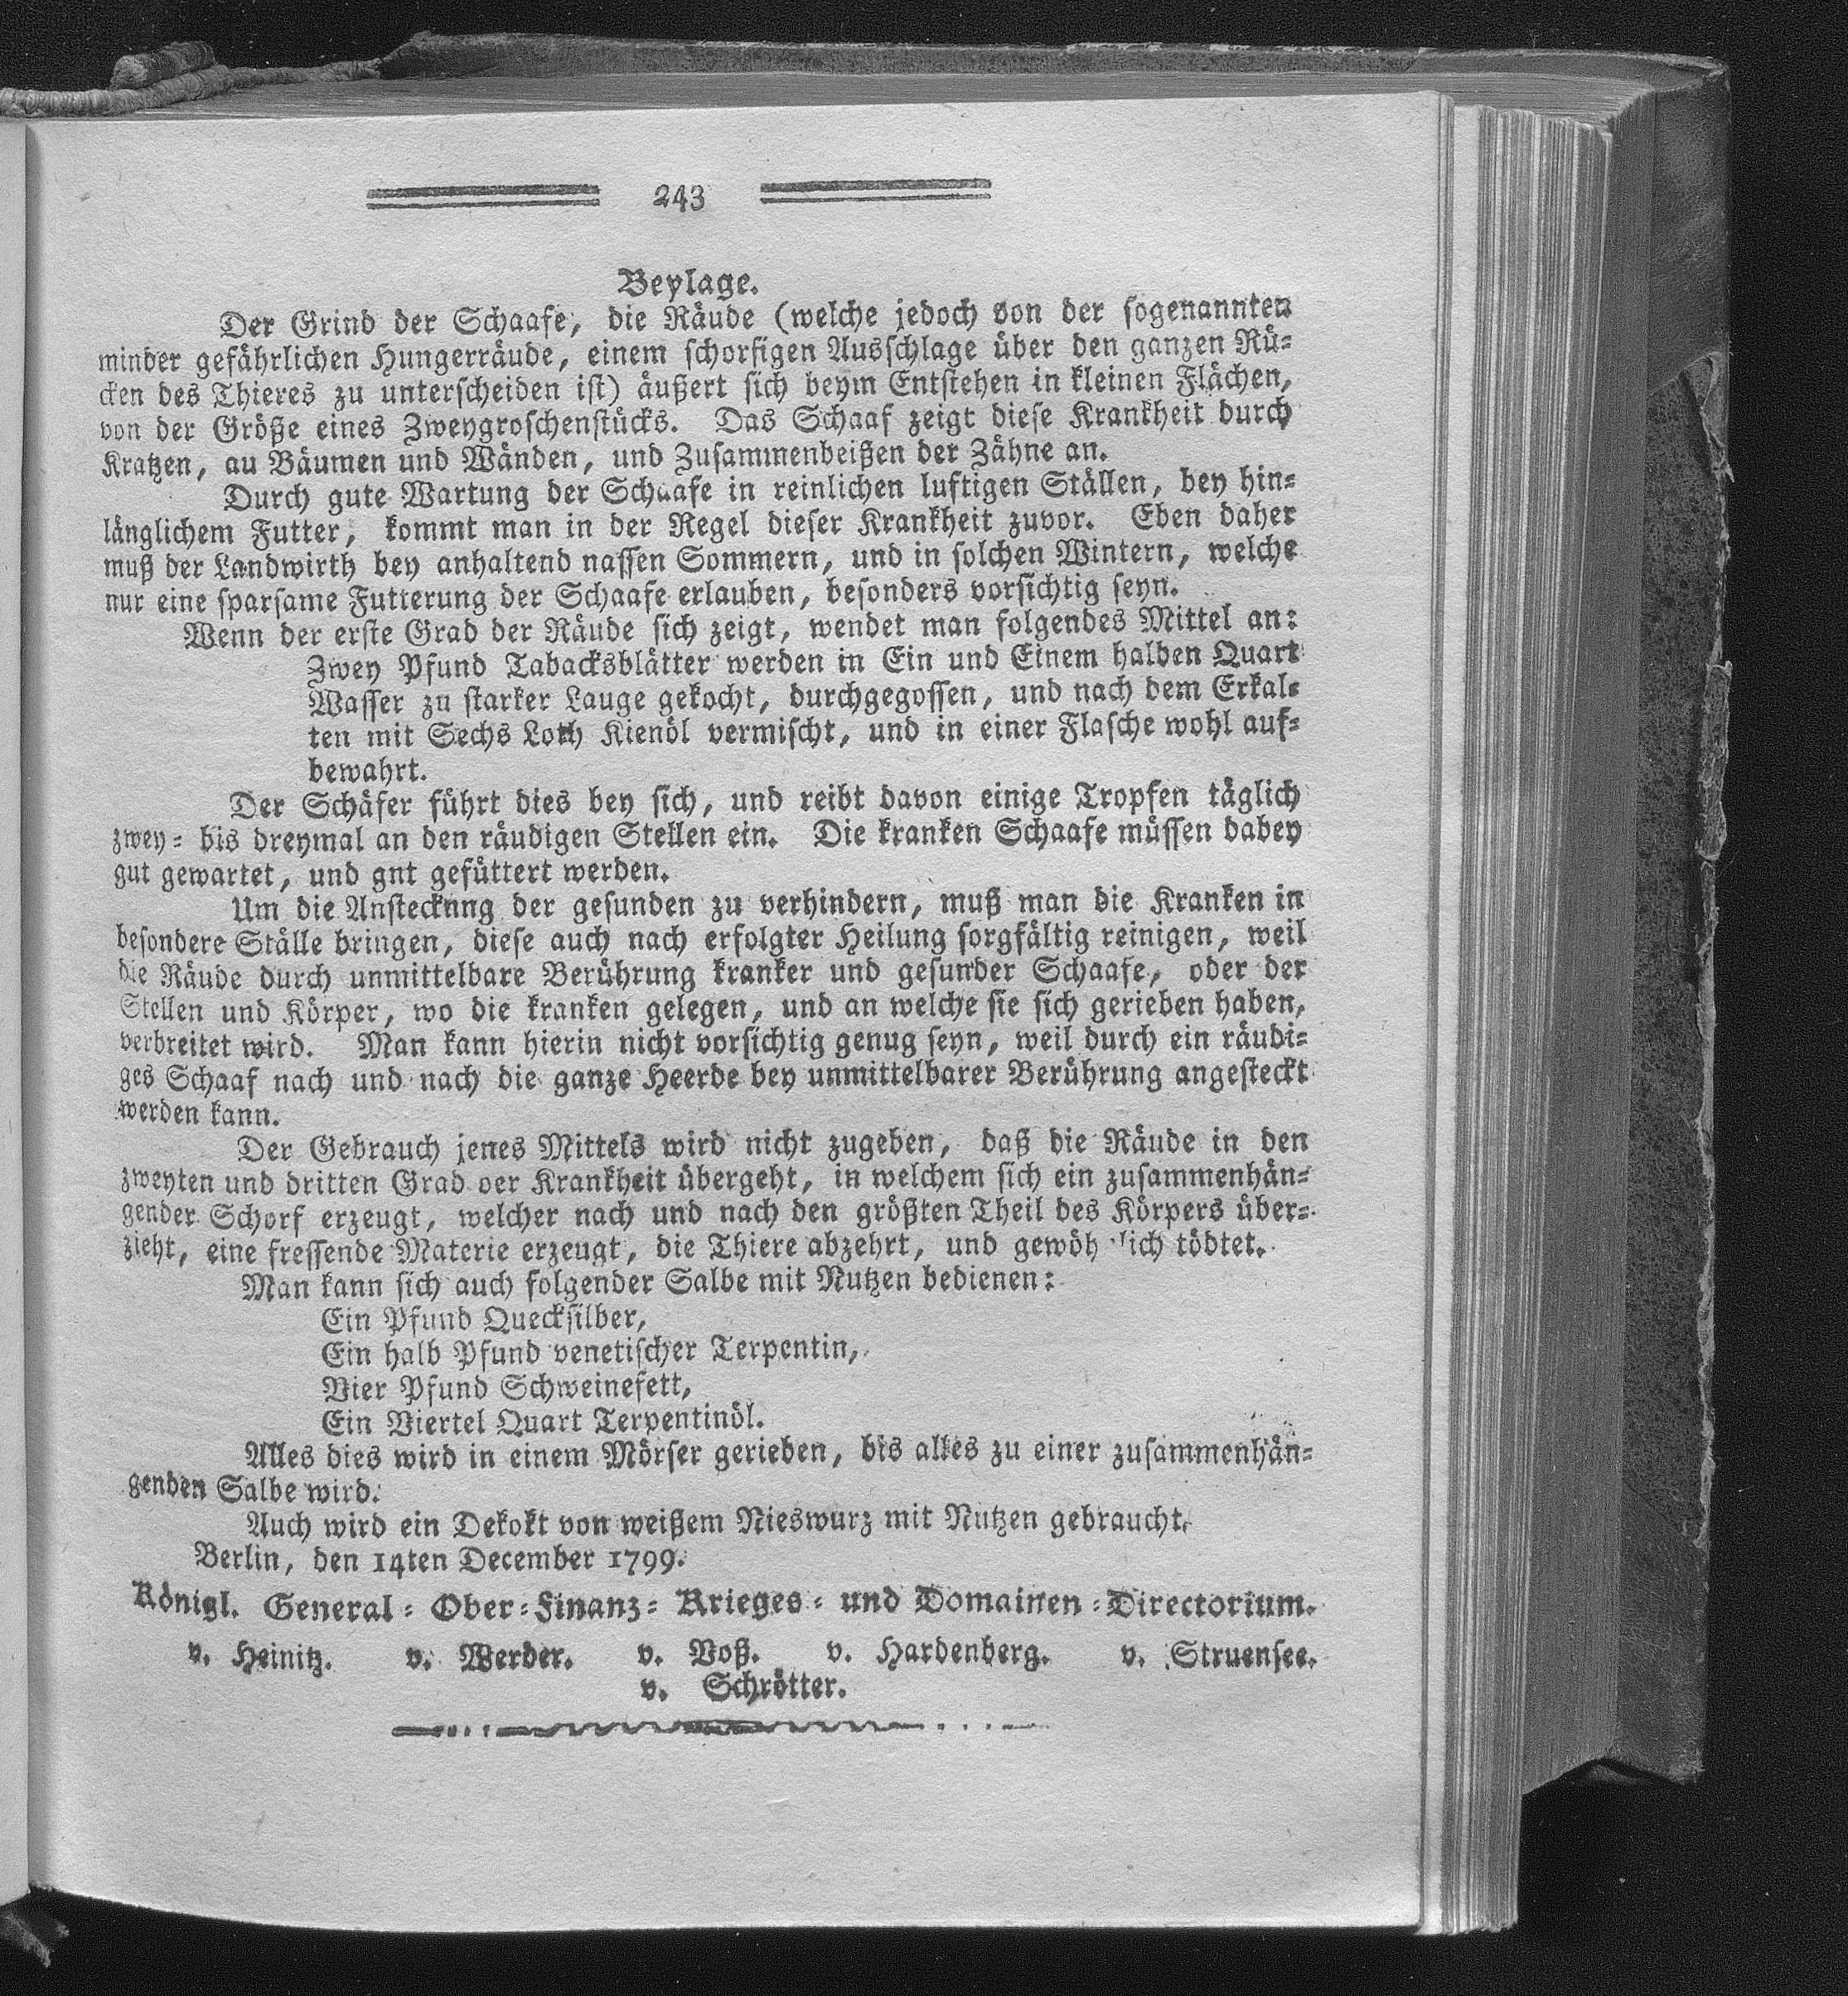 243
Beylage.
Der Grind der Schaafe, die Räude (welche jedoch von der sogenannten
minder gefährlichen Hungerräude, einem schorfigen Ausschlage über den ganzen Rü-
cken des Thieres zu unterscheiden ist) äußert sich beym Entstehen in kleinen Flächen,
von der Größe eines Zweygroschenstücks. Das Schaaf zeigt diese Krankheit durch
Kratzen, au Bäumen und Wänden, und Zusammenbeißen der Zähne an.
Durch gute Wartung der Schaafe in reinlichen luftigen Ställen, bey hin-
länglichem Futter, kommt man in der Regel dieser Krankheit zuvor. Eben daher
muß der Landwirth bey anhaltend nassen Sommern, und in solchen Wintern, welche
nur eine sparsame Futterung der Schaafe erlauben, besonders vorsichtig seyn.
Wenn der erste Grad der Räude sich zeigt, wendet man folgendes Mittel an:
Zwey Pfund Tabacksblätter werden in Ein und Einem halben Quart
Wasser zu starker Lauge gekocht, durchgegossen, und nach dem Erkal-
ten mit Sechs Loth Kienöl vermischt, und in einer Flasche wohl auf-
bewahrt.
Der Schäfer führt dies bey sich, und reibt davon einige Tropfen täglich
zwey- bis dreymal an den räudigen Stellen ein. Die kranken Schaafe müssen dabey
gut gewartet, und gnt gefüttert werden.
Um die Anstecknng der gesunden zu verhindern, muß man die Kranken in
besondere Ställe bringen, diese auch nach erfolgter Heilung sorgfältig reinigen, weil
die Räude durch unmittelbare Berührung kranker und gesunder Schaafe, oder der
Stellen und Körper, wo die kranken gelegen, und an welche sie sich gerieben haben,
verbreitet wird. Man kann hierin nicht vorsichtig genug seyn, weil durch ein räudi-
ges Schaaf nach und nach die ganze Heerde bey unmittelbarer Berührung angesteckt
werden kann.
Der Gebrauch jenes Mittels wird nicht zugeben, daß die Räude in den
zweyten und dritten Grad oer Krankheit übergeht, in welchem sich ein zusammenhän-
gender Schorf erzeugt, welcher nach und nach den größten Theil des Körpers über-
zieht, eine fressende Materie erzeugt, die Thiere abzehrt, und gewöh lich tödtet.
Man kann sich auch folgender Salbe mit Nutzen bedienen:
Ein Pfund Quecksilber,
Ein halb Pfund venetischer Terpentin,
Vier Pfund Schweinefett,
Ein Viertel Quart Terpentinöl.
Alles dies wird in einem Mörser gerieben, bis alles zu einer zusammenhän-
genden Salbe wird.
Auch wird ein Dekokt von weißem Nieswurz mit Nutzen gebraucht.
Berlin, den 14ten December 1799.
Königl. General-Ober-Finanz-Krieges- und Domainen-Directorium.
v. Heinitz. v. Werder. v. Voß. v. Hardenberg. v. Struensee.
v. Schrötter.